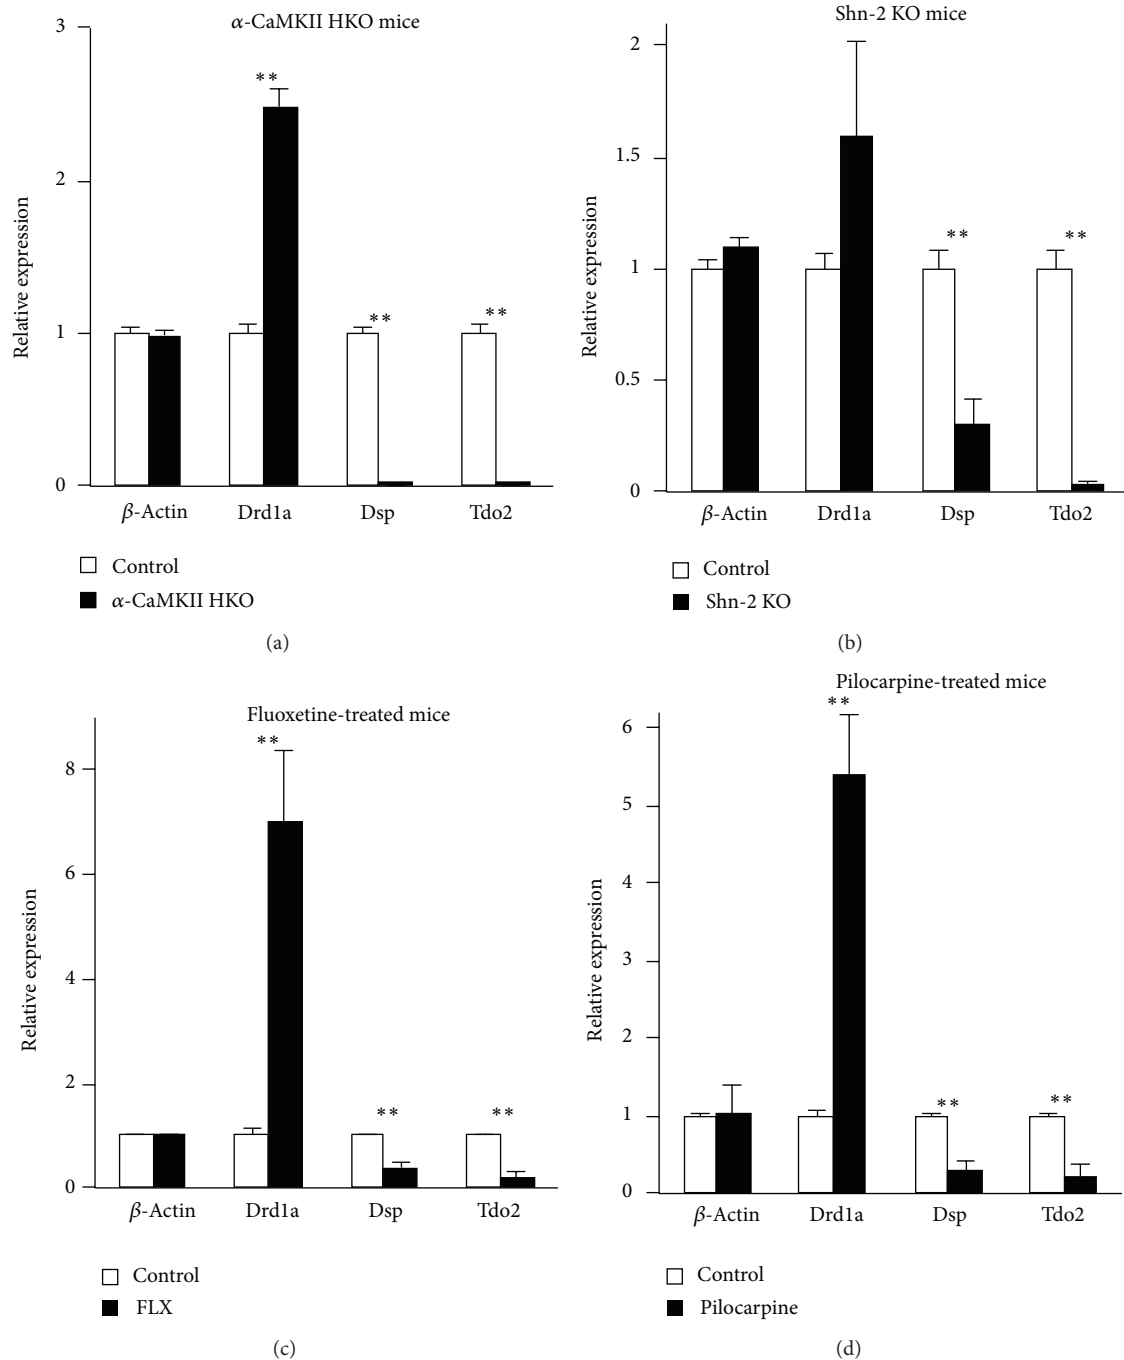 α-CaMKII HKO mice
3
2
1
0
Relative expression
**
**
**
β-Actin Drd1a Dsp Tdo2
Control
α-CaMKII HKO
(a)
Shn-2 KO mice
2
1.5
1
0.5
0
Relative expression
**
**
β-Actin Drd1a Dsp Tdo2
Control
Shn-2 KO
(b)
Fluoxetine-treated mice
8
6
4
2
0
Relative expression
**
**
**
β-Actin Drd1a Dsp Tdo2
Control
FLX
(c)
Pilocarpine-treated mice
6
5
4
3
2
1
0
Relative expression
**
**
**
β-Actin Drd1a Dsp Tdo2
Control
Pilocarpine
(d)